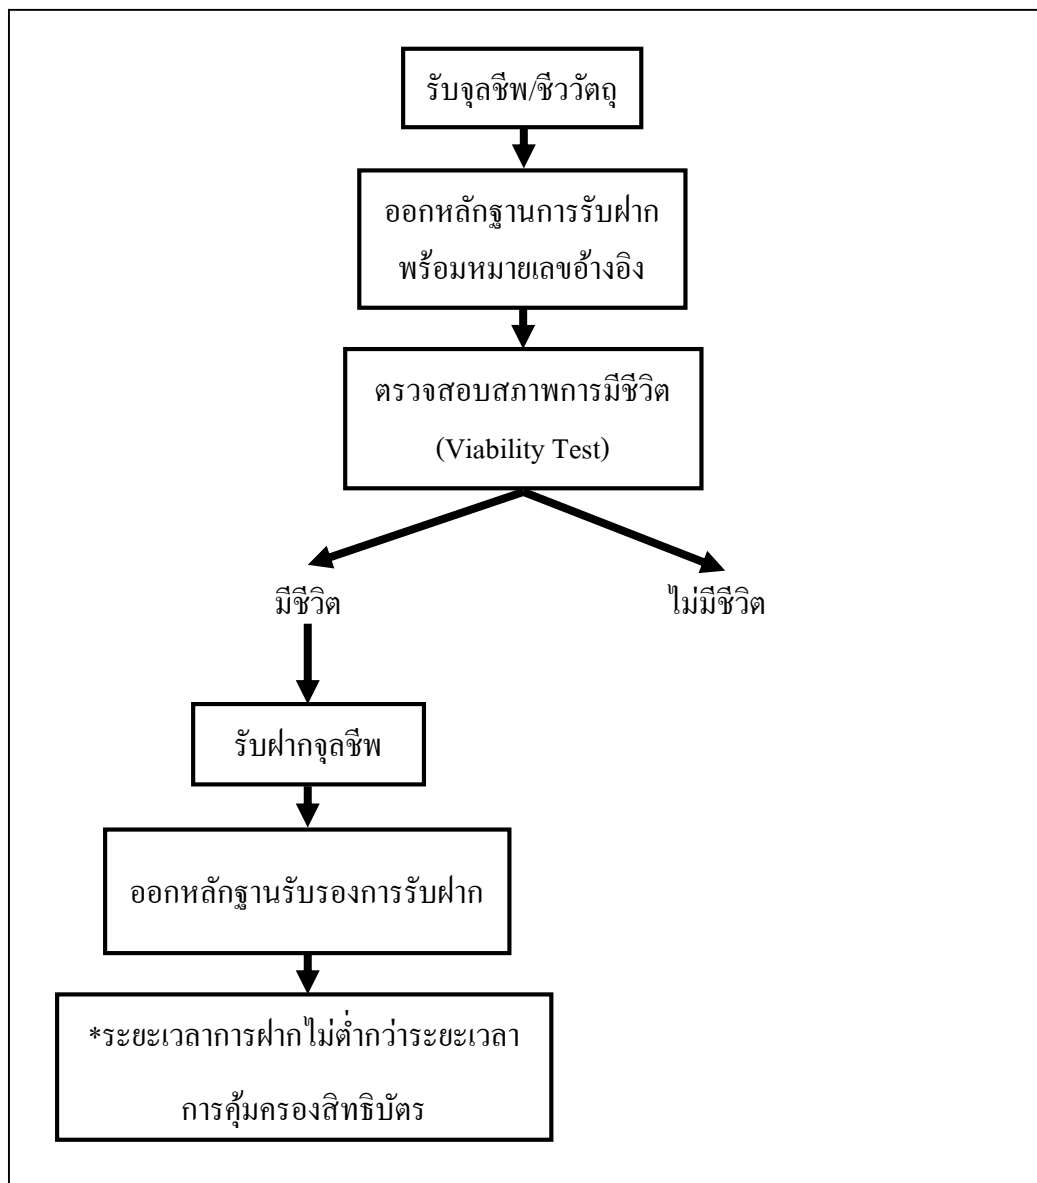 รับจุลชีพ/ชีววัตถุ
ออกหลักฐานการรับฝาก
พร้อมหมายเลขอ้างอิง
ตรวจสอบสภาพการมีชีวิต
(Viability Test)
มีชีวิต
ไม่มีชีวิต
รับฝากจุลชีพ
ออกหลักฐานรับรองการรับฝาก
*ระยะเวลาการฝากไม่ต่ำกว่าระยะเวลา
การคุ้มครองสิทธิบัตร